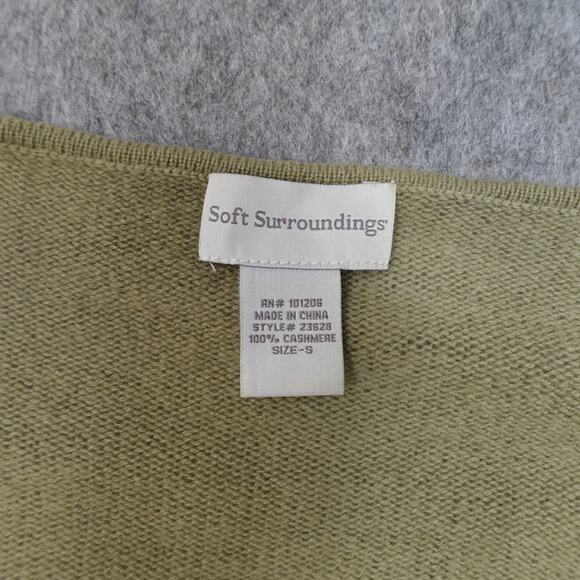 Soft Surroundings
RN# 101206
MADE IN CHINA
STYLE# 23628
100% CASHMERE
SIZE-S